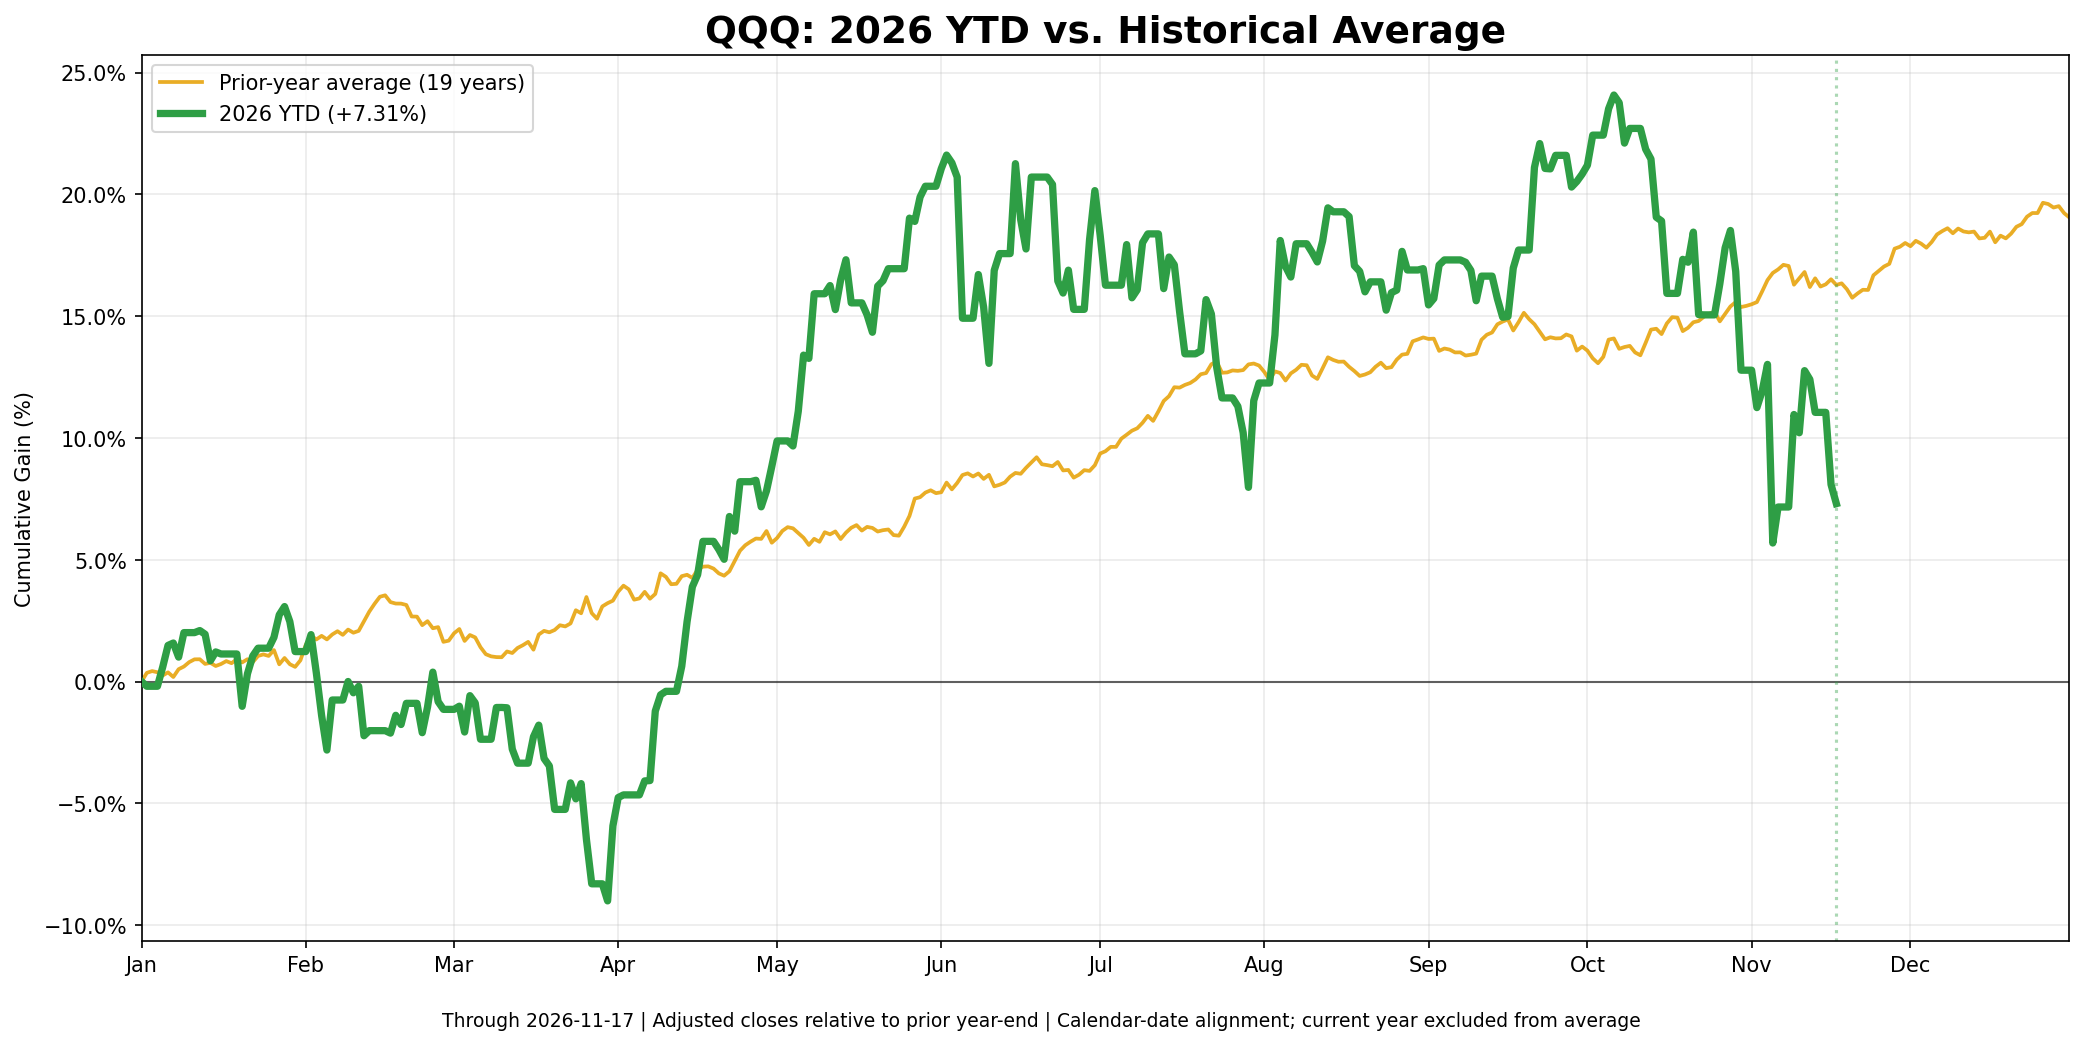 QQQ: 2026 YTD vs. Historical Average
Prior-year average (19 years)
2026 YTD (+7.31%)
Cumulative Gain (%)
25.0%
20.0%
15.0%
10.0%
5.0%
0.0%
−5.0%
−10.0%
Jan Feb Mar Apr May Jun Jul Aug Sep Oct Nov Dec
Through 2026-11-17 | Adjusted closes relative to prior year-end | Calendar-date alignment; current year excluded from average